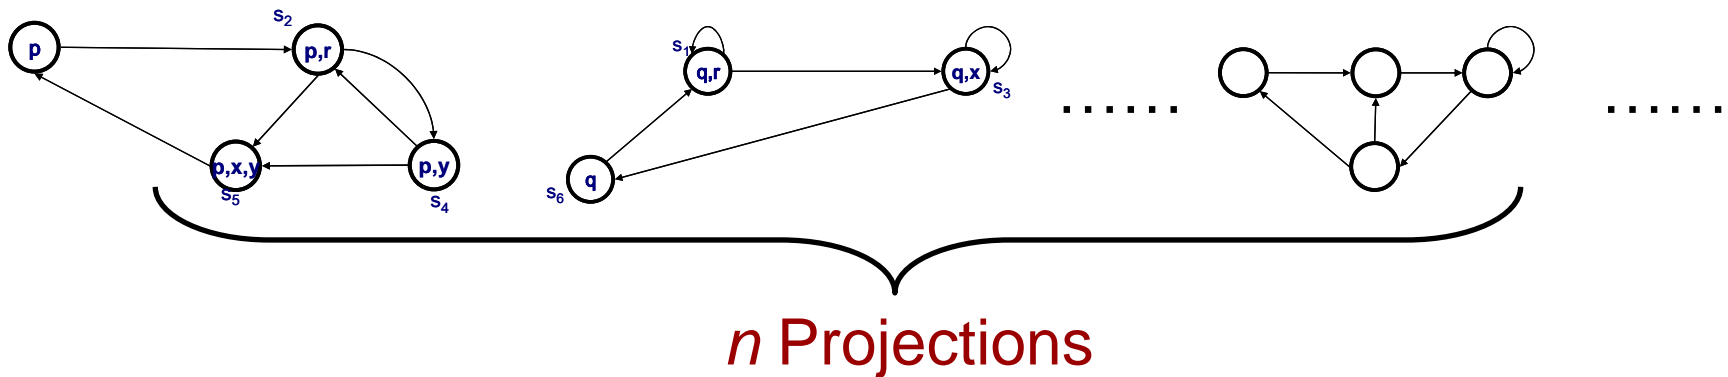 s2
p
p,r
p,x,y
s5
p,y
s4
s1
q,r
q,x
s3
q
s6
......
......
n Projections